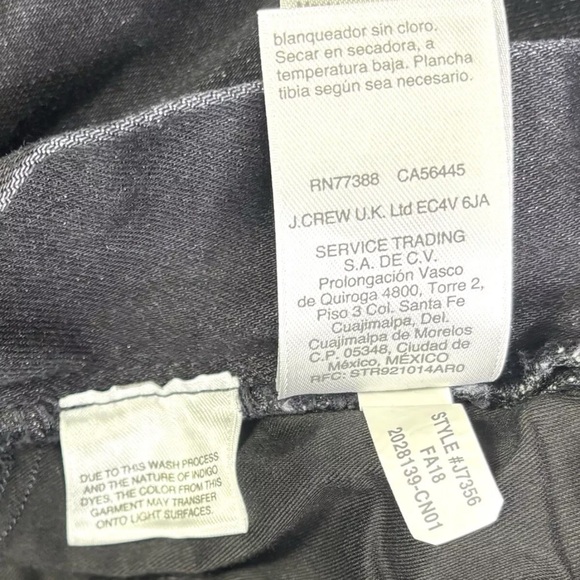 blanqueador sin cloro.
Secar en secadora, a
temperatura baja. Plancha
tibia según sea necesario.
RN77388 CA56445
J.CREW U.K. Ltd EC4V 6JA
SERVICE TRADING
S.A. DE C.V.
Prolongación Vasco
de Quiroga 4800, Torre 2,
Piso 3 Col. Santa Fe
Cuajimalpa, Del.
Cuajimalpa de Morelos
C.P. 05348, Ciudad de
México, MÉXICO
RFC: STR921014AR0
DUE TO THIS WASH PROCESS
AND THE NATURE OF INDIGO
DYES, THE COLOR FROM THIS
GARMENT MAY TRANSFER
ONTO LIGHT SURFACES.
STYLE #J7356
FA18
2028139-CN01